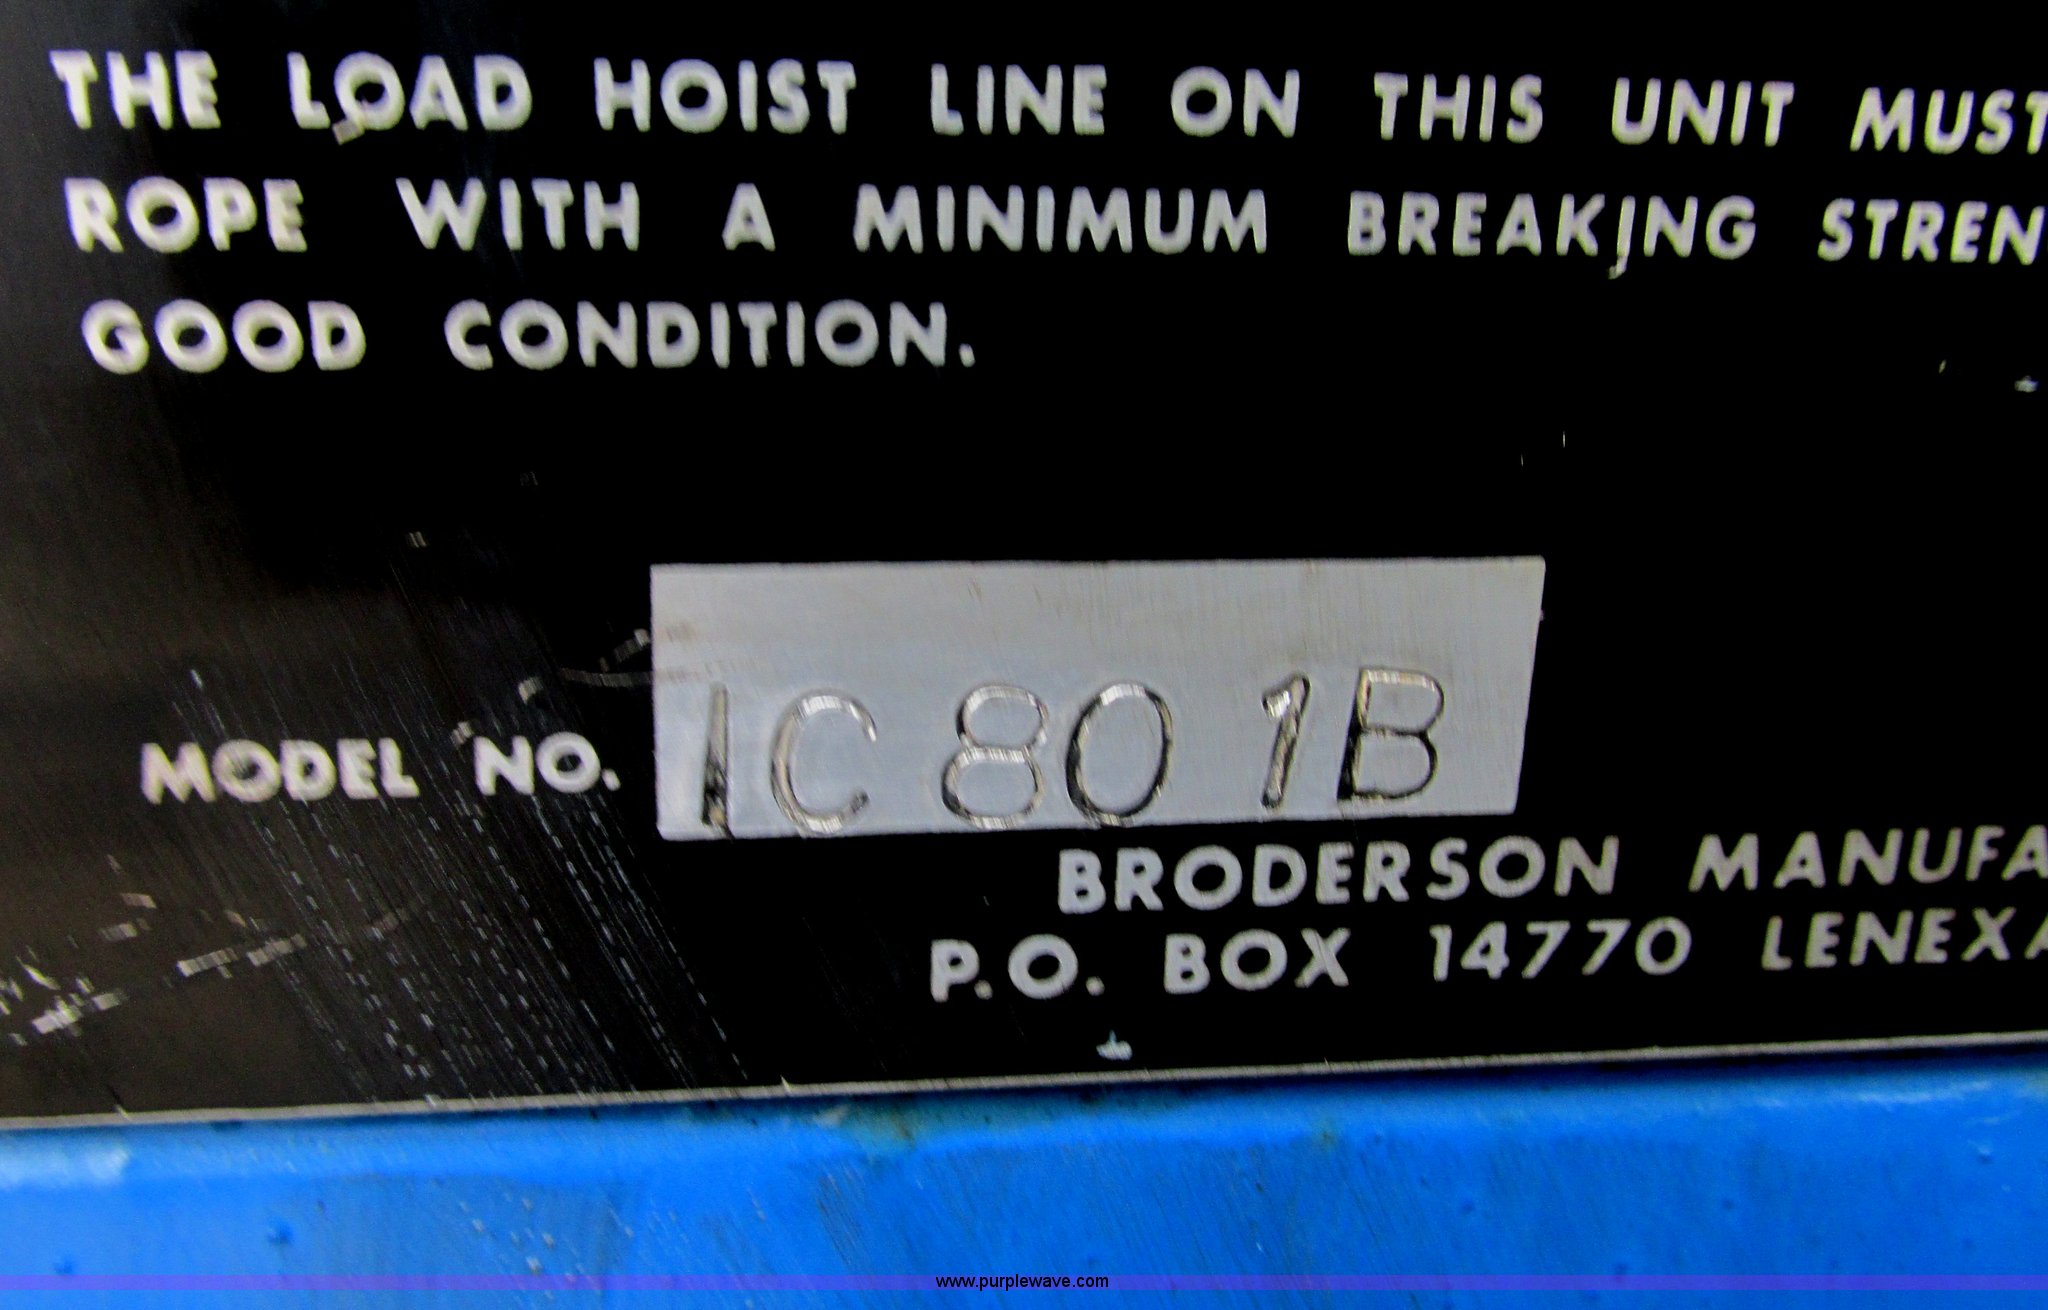 THE LOAD HOIST LINE ON THIS UNIT MUST
ROPE WITH A MINIMUM BREAKING STREN
GOOD CONDITION.
MODEL NO. IC 80 1B
BRODERSON MANUFA
P.O. BOX 14770 LENEXA
www.purplewave.com